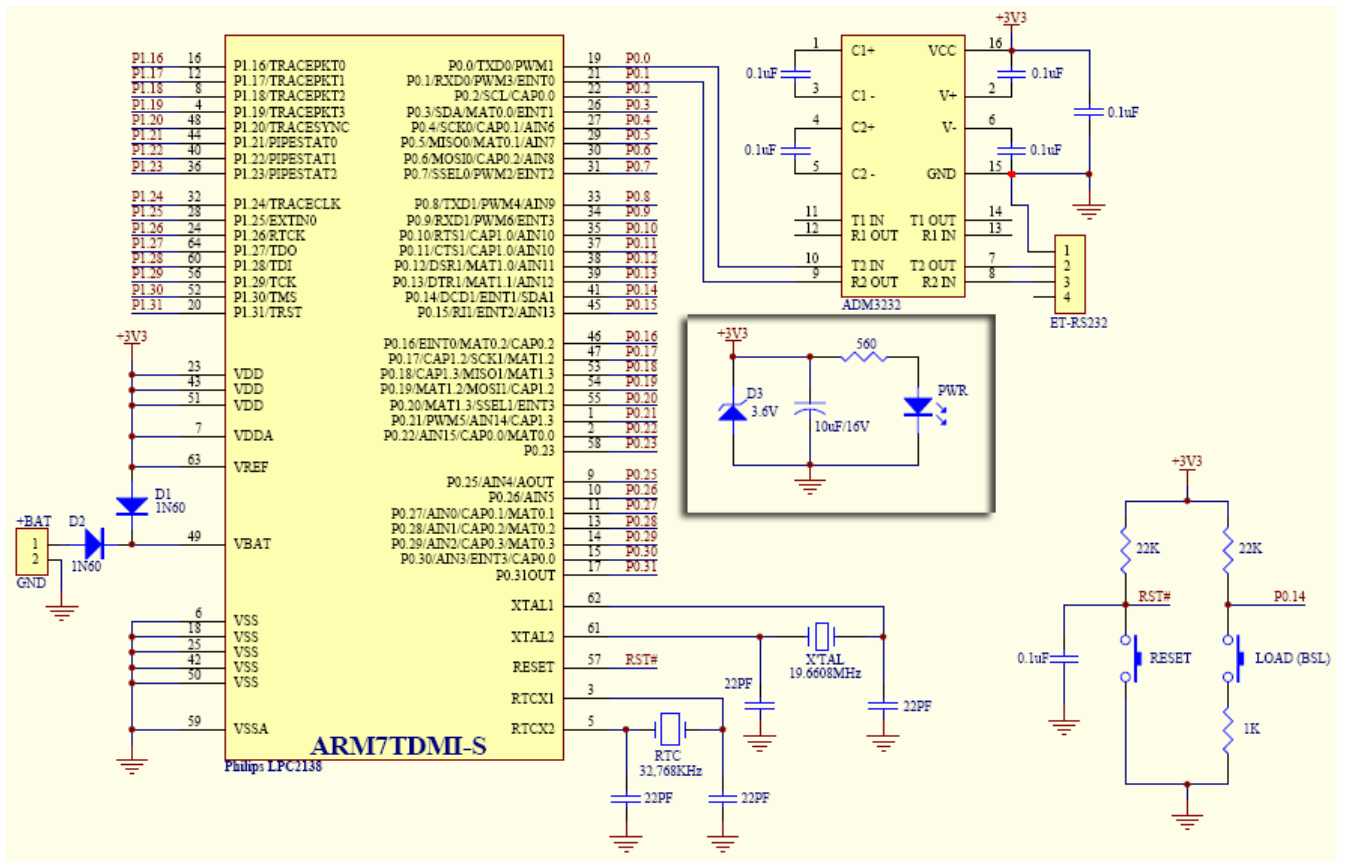 P1.16 16 P1.16/TRACEPKT0
P1.17 12 P1.17/TRACEPKT1
P1.18 8 P1.18/TRACEPKT2
P1.19 4 P1.19/TRACEPKT3
P1.20 48 P1.20/TRACESYNC
P1.21 44 P1.21/PIPESTAT0
P1.22 40 P1.22/PIPESTAT1
P1.23 36 P1.23/PIPESTAT2
P1.24 32 P1.24/TRACECLK
P1.25 28 P1.25/EXTIN0
P1.26 24 P1.26/RTCK
P1.27 64 P1.27/TDO
P1.28 60 P1.28/TDI
P1.29 56 P1.29/TCK
P1.30 52 P1.30/TMS
P1.31 20 P1.31/TRST
+3V3
23 VDD
43 VDD
51 VDD
7 VDDA
63 VREF
D1
1N60
+BAT
D2
1
2
1N60
GND
49 VBAT
6 VSS
18 VSS
25 VSS
42 VSS
50 VSS
59 VSSA
P0.0/TXD0/PWM1 19 P0.0
P0.1/RXD0/PWM3/EINT0 21 P0.1
P0.2/SCL/CAP0.0 22 P0.2
P0.3/SDA/MAT0.0/EINT1 26 P0.3
P0.4/SCK0/CAP0.1/AIN6 27 P0.4
P0.5/MISO0/MAT0.1/AIN7 29 P0.5
P0.6/MOSI0/CAP0.2/AIN8 30 P0.6
P0.7/SSEL0/PWM2/EINT2 31 P0.7
P0.8/TXD1/PWM4/AIN9 33 P0.8
P0.9/RXD1/PWM6/EINT3 34 P0.9
P0.10/RTS1/CAP1.0/AIN10 35 P0.10
P0.11/CTS1/CAP1.0/AIN10 37 P0.11
P0.12/DSR1/MAT1.0/AIN11 38 P0.12
P0.13/DTR1/MAT1.1/AIN12 39 P0.13
P0.14/DCD1/EINT1/SDA1 41 P0.14
P0.15/RI1/EINT2/AIN13 45 P0.15
P0.16/EINT0/MAT0.2/CAP0.2 46 P0.16
P0.17/CAP1.2/SCK1/MAT1.2 47 P0.17
P0.18/CAP1.3/MISO1/MAT1.3 53 P0.18
P0.19/MAT1.2/MOSI1/CAP1.2 54 P0.19
P0.20/MAT1.3/SSEL1/EINT3 55 P0.20
P0.21/PWM5/AIN14/CAP1.3 1 P0.21
P0.22/AIN15/CAP0.0/MAT0.0 2 P0.22
P0.23 58 P0.23
P0.25/AIN4/AOUT 9 P0.25
P0.26/AIN5 10 P0.26
P0.27/AIN0/CAP0.1/MAT0.1 11 P0.27
P0.28/AIN1/CAP0.2/MAT0.2 13 P0.28
P0.29/AIN2/CAP0.3/MAT0.3 14 P0.29
P0.30/AIN3/EINT3/CAP0.0 15 P0.30
P0.31OUT 17 P0.31
XTAL1 62
XTAL2 61
RESET 57 RST#
RTCX1 3
RTCX2 5
ARM7TDMI-S
Philips LPC2138
X'TAL
19.6608MHz
22PF
22PF
RTC
32,768KHz
22PF
22PF
+3V3
1 C1+ VCC 16
0.1uF 0.1uF
3 C1 - V+ 2
0.1uF
4 C2+ V- 6
0.1uF 0.1uF
5 C2 - GND 15
11 T1 IN T1 OUT 14
12 R1 OUT R1 IN 13
10 T2 IN T2 OUT 7
9 R2 OUT R2 IN 8
ADM3232
1
2
3
4
ET-RS232
+3V3
560
D3
3.6V
10uF/16V
PWR
+3V3
22K 22K
RST# P0.14
0.1uF RESET LOAD (BSL)
1K